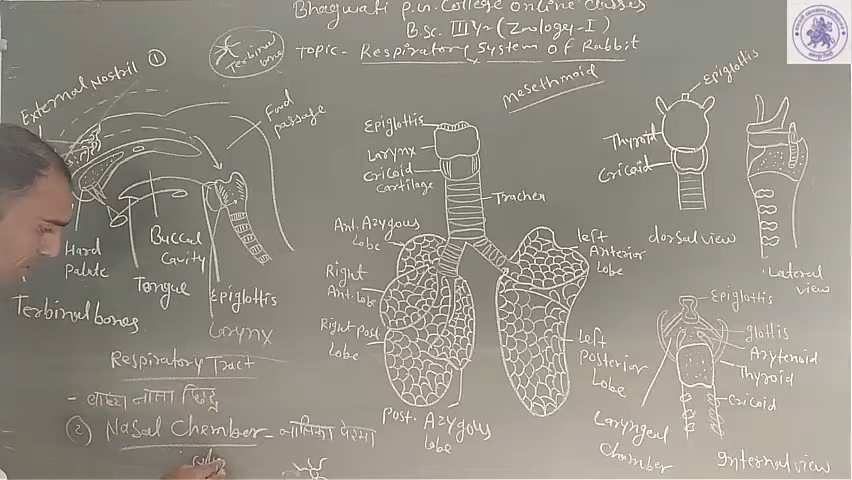 Bhagwati P.G. College online classes
B.Sc. III Yr (Zoology-I)
Topic - Respiratory System of Rabbit
External Nostril ①
Terbinal bone
Food passage
mesethmoid
Hard Palate
Buccal Cavity
Tongue
Epiglottis
Larynx
Terbinal bones
Respiratory Tract
- बाह्य नासा छिद्र
② Nasal Chember - नासिका वेश्म
Epiglottis
Larynx
Cricoid Cartilage
Trachea
Ant. Azygous Lobe
Right Ant. Lobe
Right Post. Lobe
Post. Azygous Lobe
left Anterior Lobe
Left Posterior Lobe
Epiglottis
Thyroid
Cricoid
dorsal view
Lateral view
Epiglottis
glottis
Arytenoid
Thyroid
Cricoid
Laryngeal Chamber
Internal view